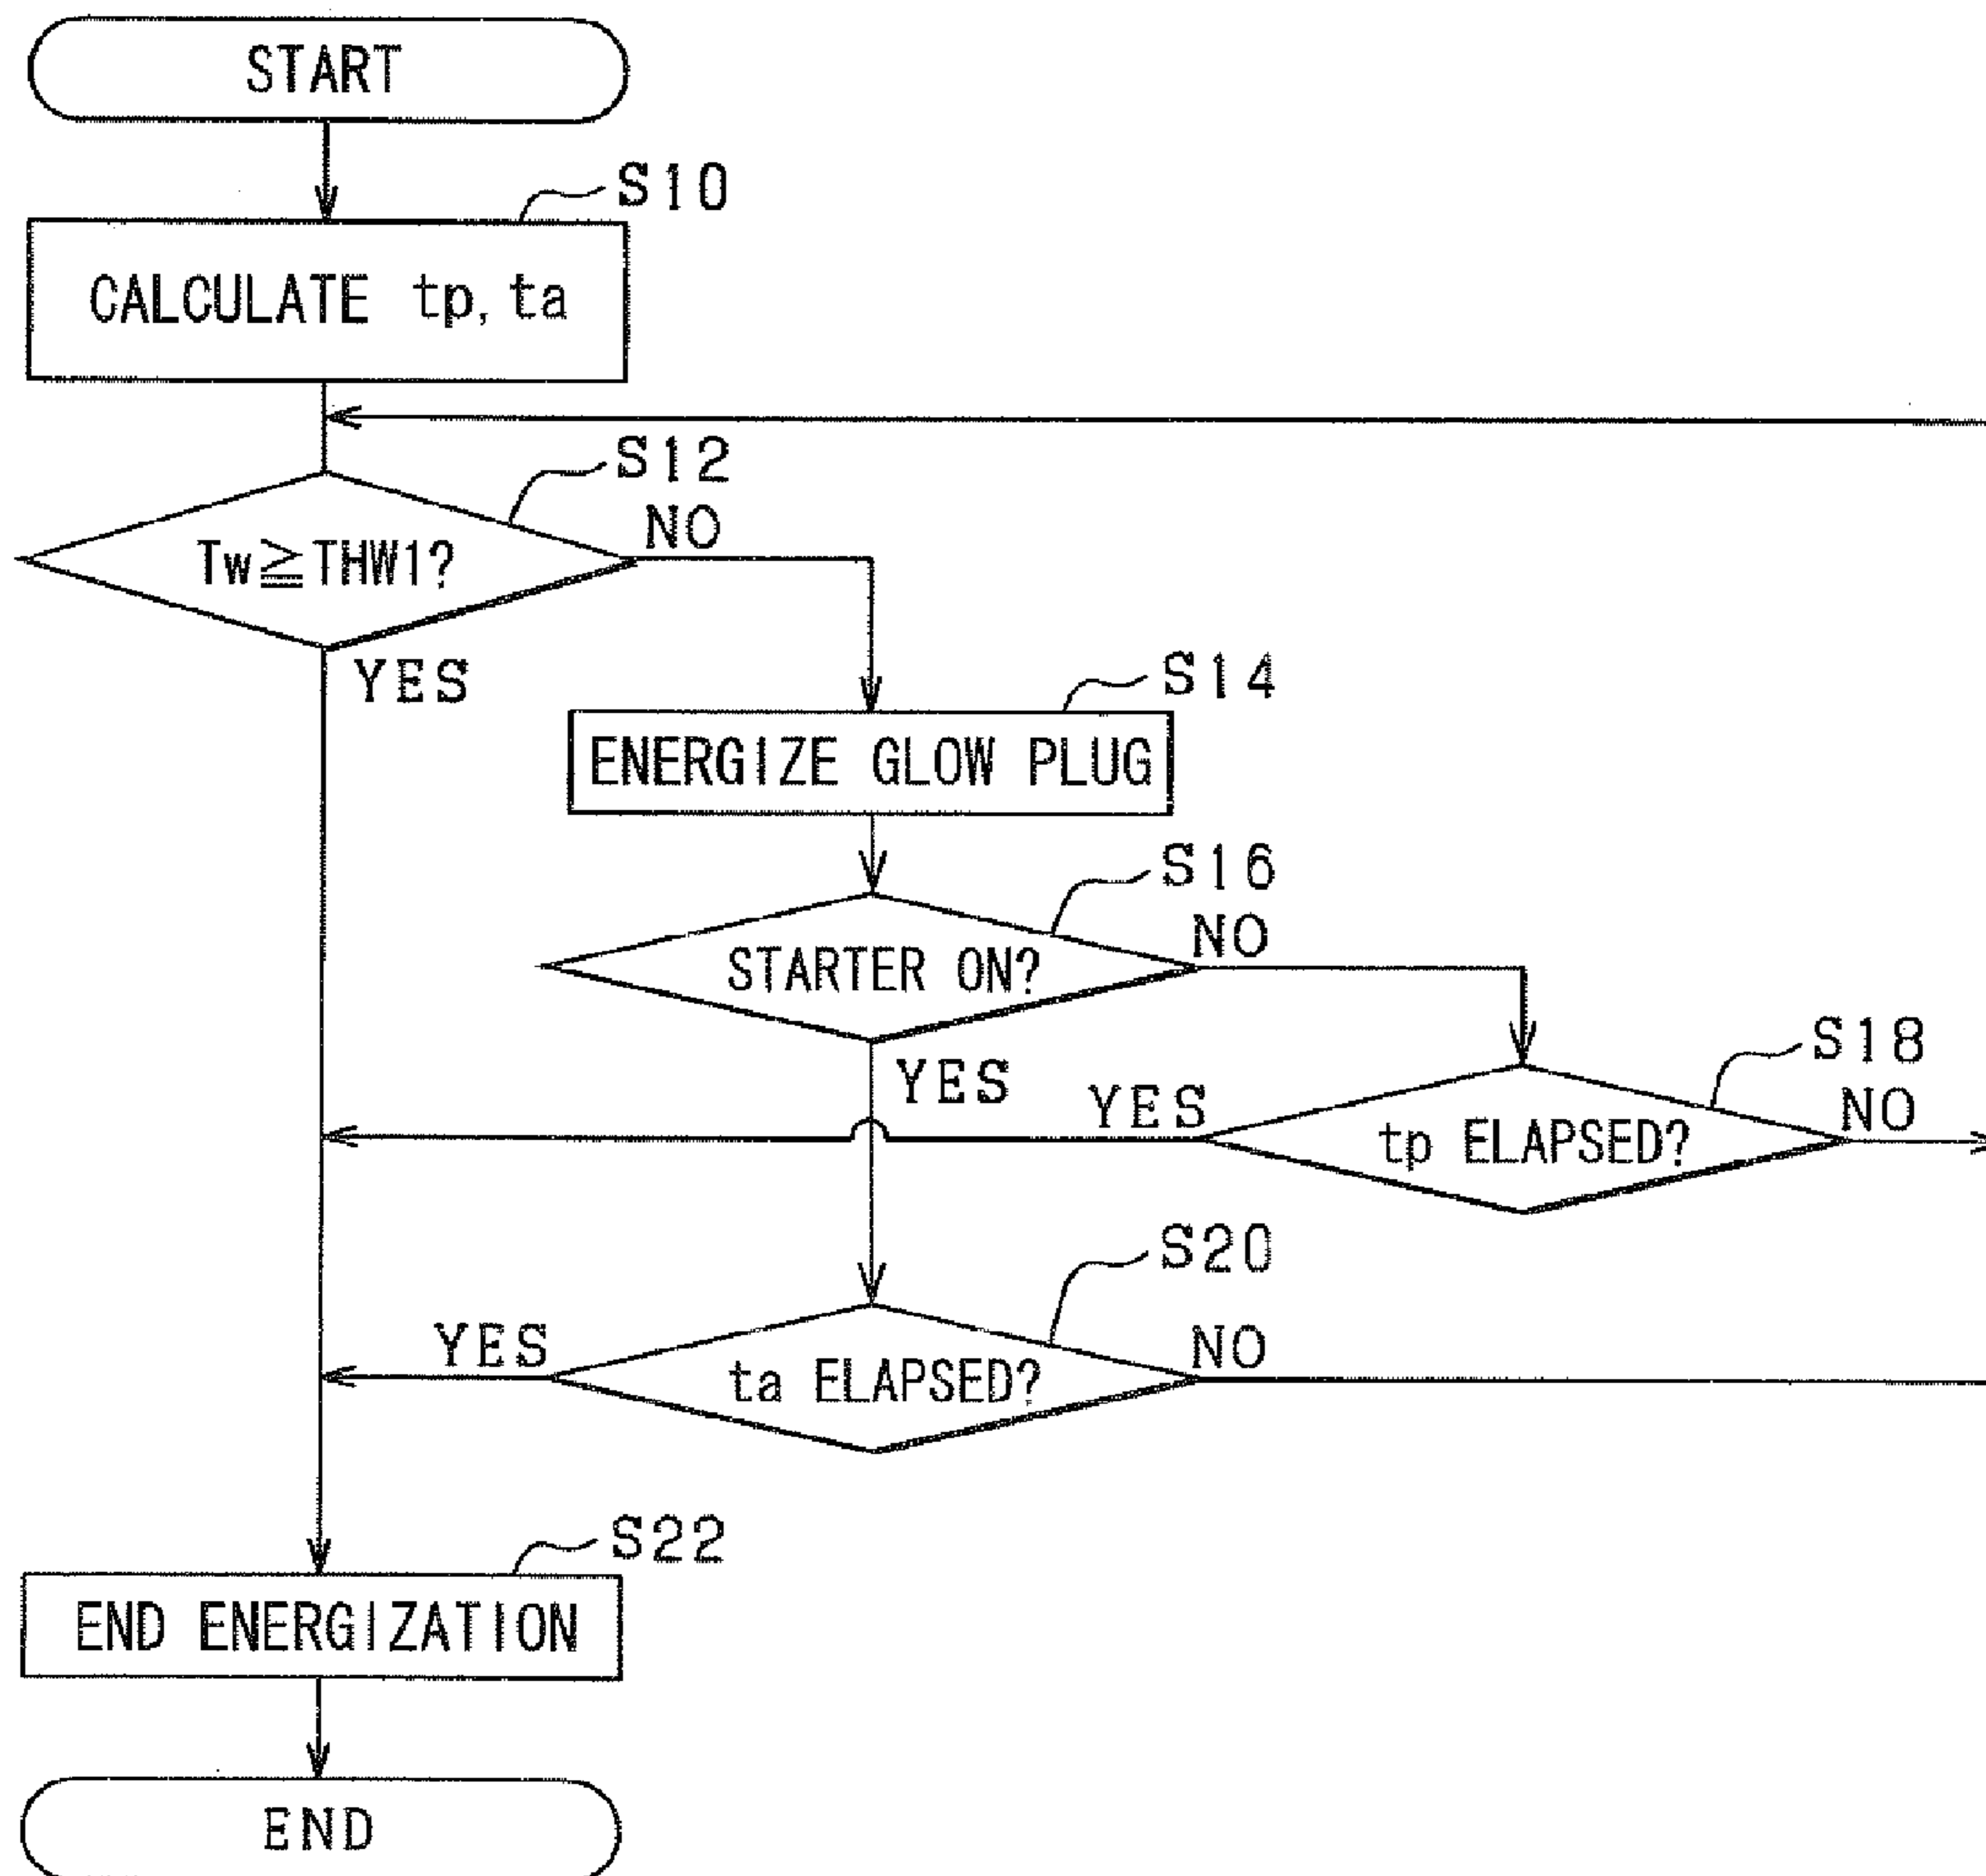 START
S10
CALCULATE tp, ta
S12
NO
Tw≧THW1?
YES
S14
ENERGIZE GLOW PLUG
S16
NO
STARTER ON?
YES
S18
YES
NO
tp ELAPSED?
S20
YES
NO
ta ELAPSED?
S22
END ENERGIZATION
END